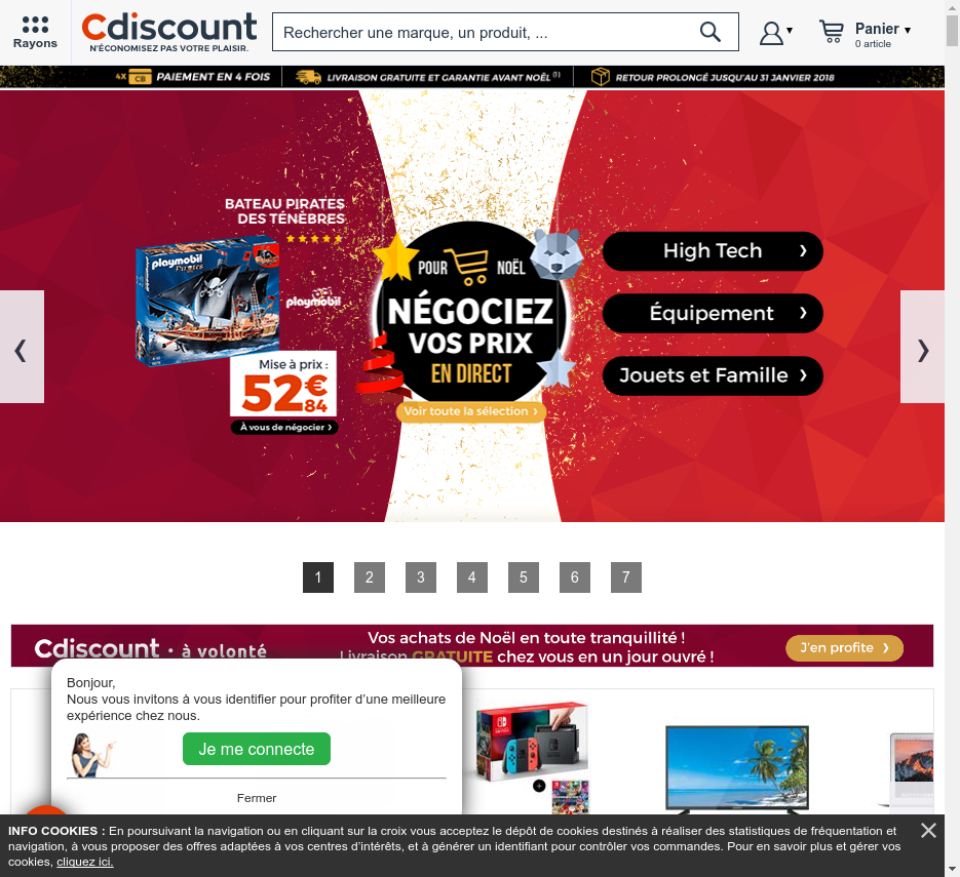 Rayons
Cdiscount
N'ÉCONOMISEZ PAS VOTRE PLAISIR.
Rechercher une marque, un produit, ...
Panier
0 article
4X CB PAIEMENT EN 4 FOIS
LIVRAISON GRATUITE ET GARANTIE AVANT NOËL (1)
RETOUR PROLONGÉ JUSQU'AU 31 JANVIER 2018
BATEAU PIRATES
DES TÉNÈBRES
playmobil
Pirates
playmobil
Mise à prix :
52€84
À vous de négocier
POUR NOËL
NÉGOCIEZ
VOS PRIX
EN DIRECT
Voir toute la sélection
High Tech
Équipement
Jouets et Famille
1 2 3 4 5 6 7
Cdiscount · à volonté
Vos achats de Noël en toute tranquillité !
Livraison GRATUITE chez vous en un jour ouvré !
J'en profite
Bonjour,
Nous vous invitons à vous identifier pour profiter d'une meilleure
expérience chez nous.
Je me connecte
Fermer
INFO COOKIES : En poursuivant la navigation ou en cliquant sur la croix vous acceptez le dépôt de cookies destinés à réaliser des statistiques de fréquentation et
navigation, à vous proposer des offres adaptées à vos centres d'intérêts, et à générer un identifiant pour contrôler vos commandes. Pour en savoir plus et gérer vos
cookies, cliquez ici.